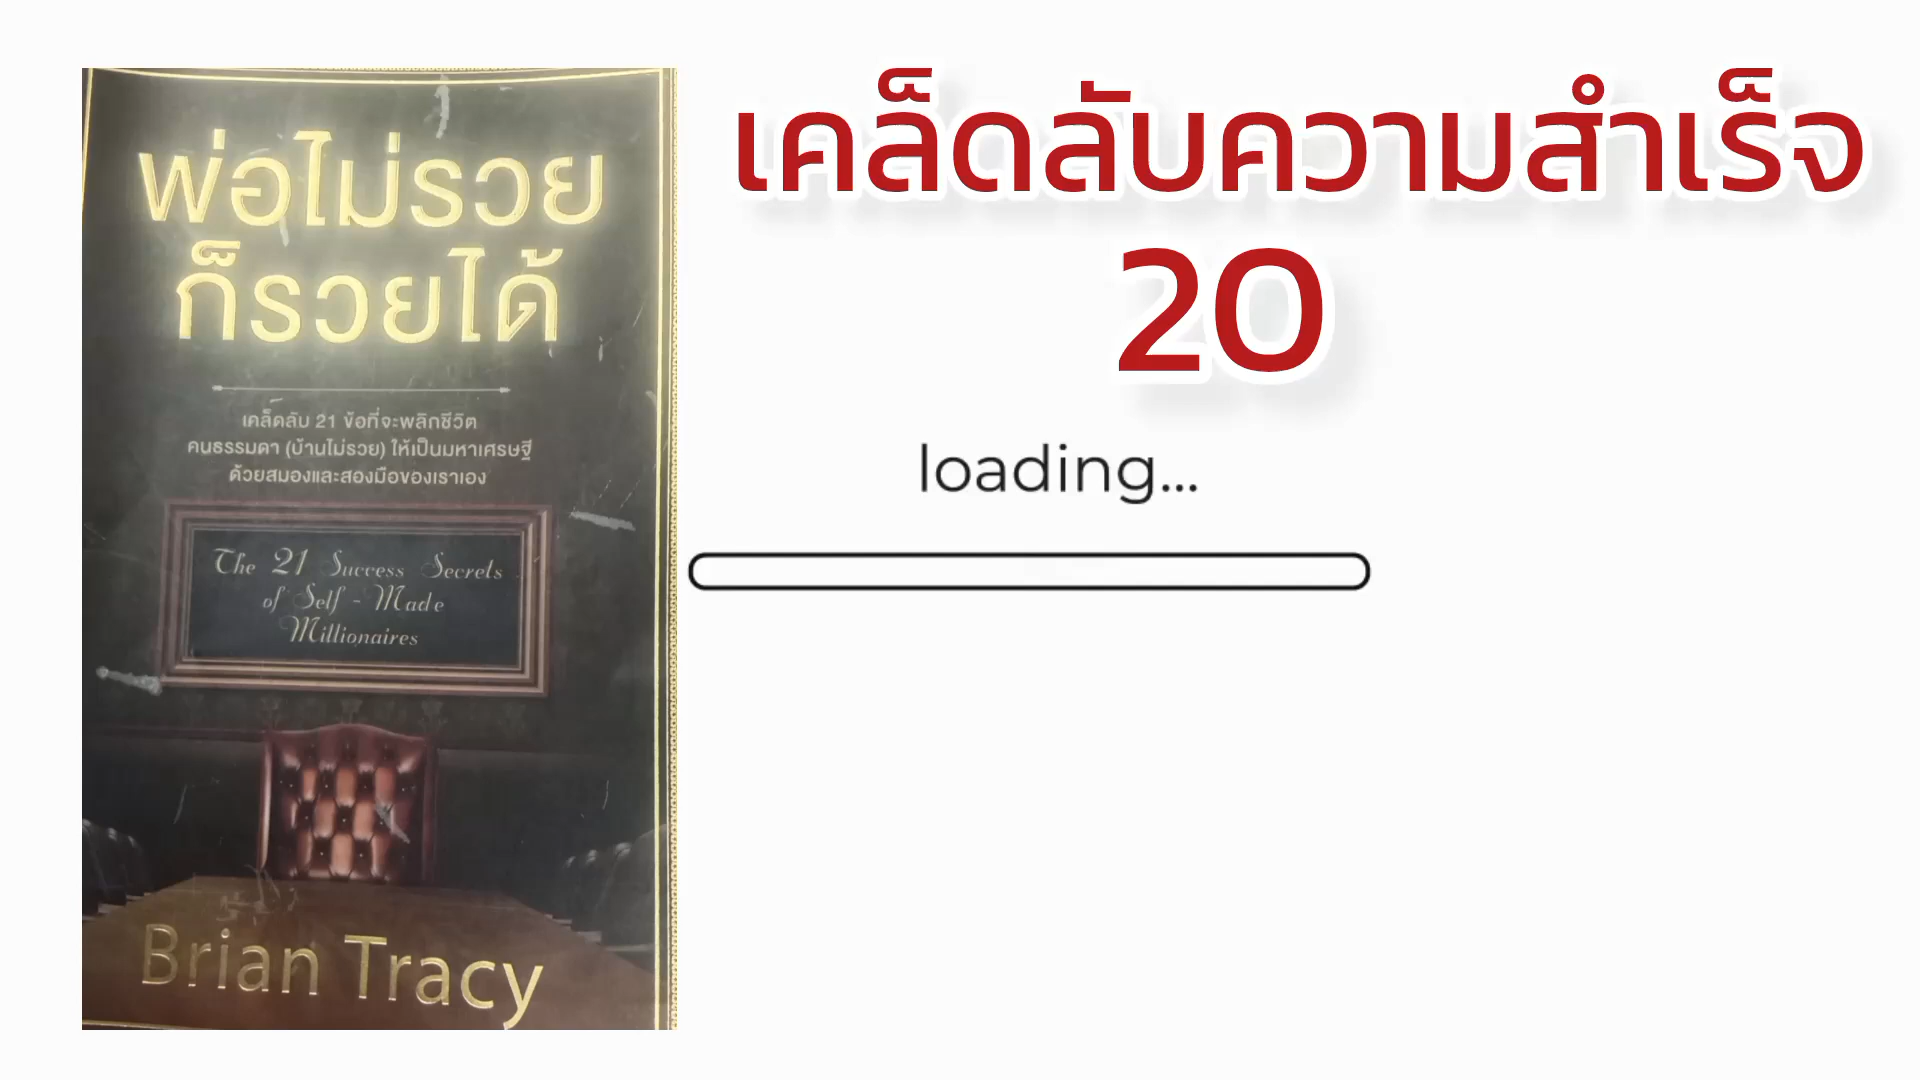 พ่อไม่รวย
ก็รวยได้
เคล็ดลับ 21 ข้อที่จะพลิกชีวิต
คนธรรมดา (บ้านไม่รวย) ให้เป็นมหาเศรษฐี
ด้วยสมองและสองมือของเราเอง
The 21 Success Secrets
of Self - Made
Millionaires
Brian Tracy
เคล็ดลับความสำเร็จ
20
loading...